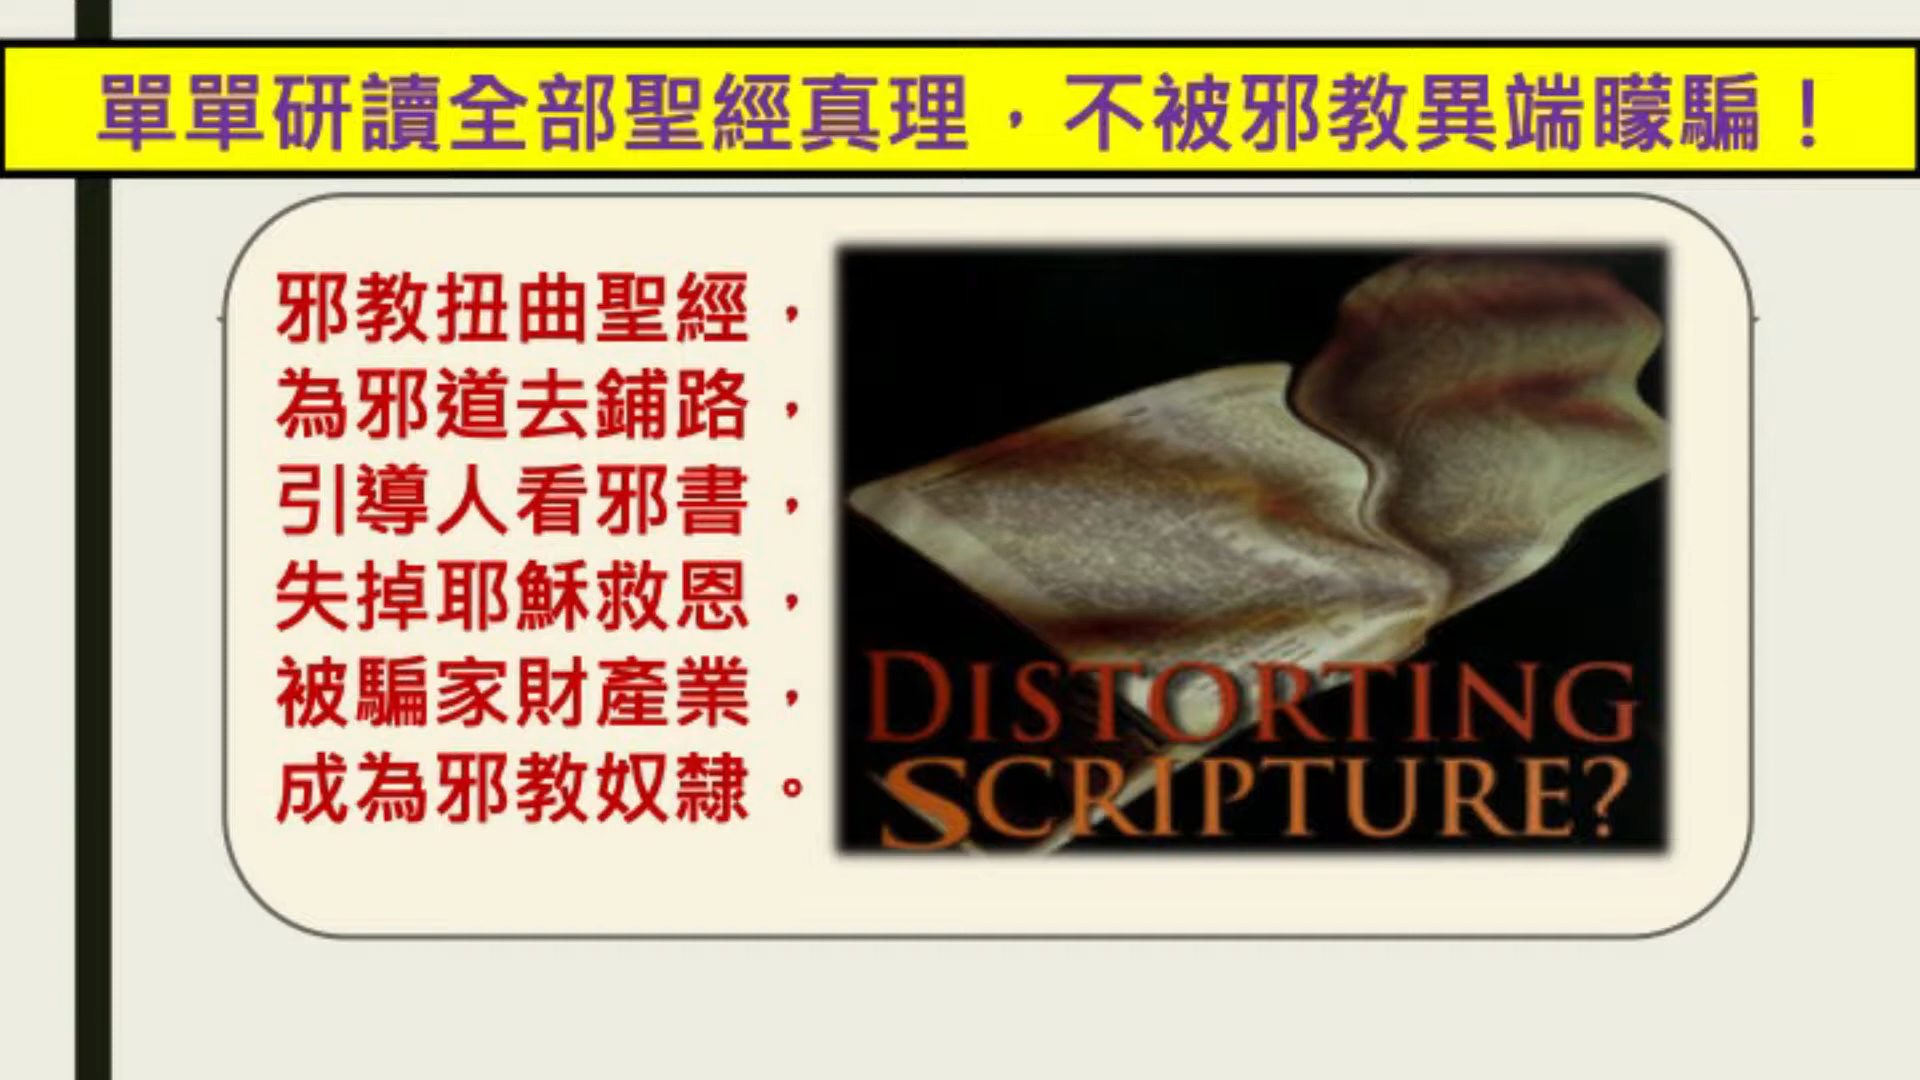 單單研讀全部聖經真理，不被邪教異端矇騙！
邪教扭曲聖經，
為邪道去鋪路，
引導人看邪書，
失掉耶穌救恩，
被騙家財產業，
成為邪教奴隸。
DISTORTING
SCRIPTURE?